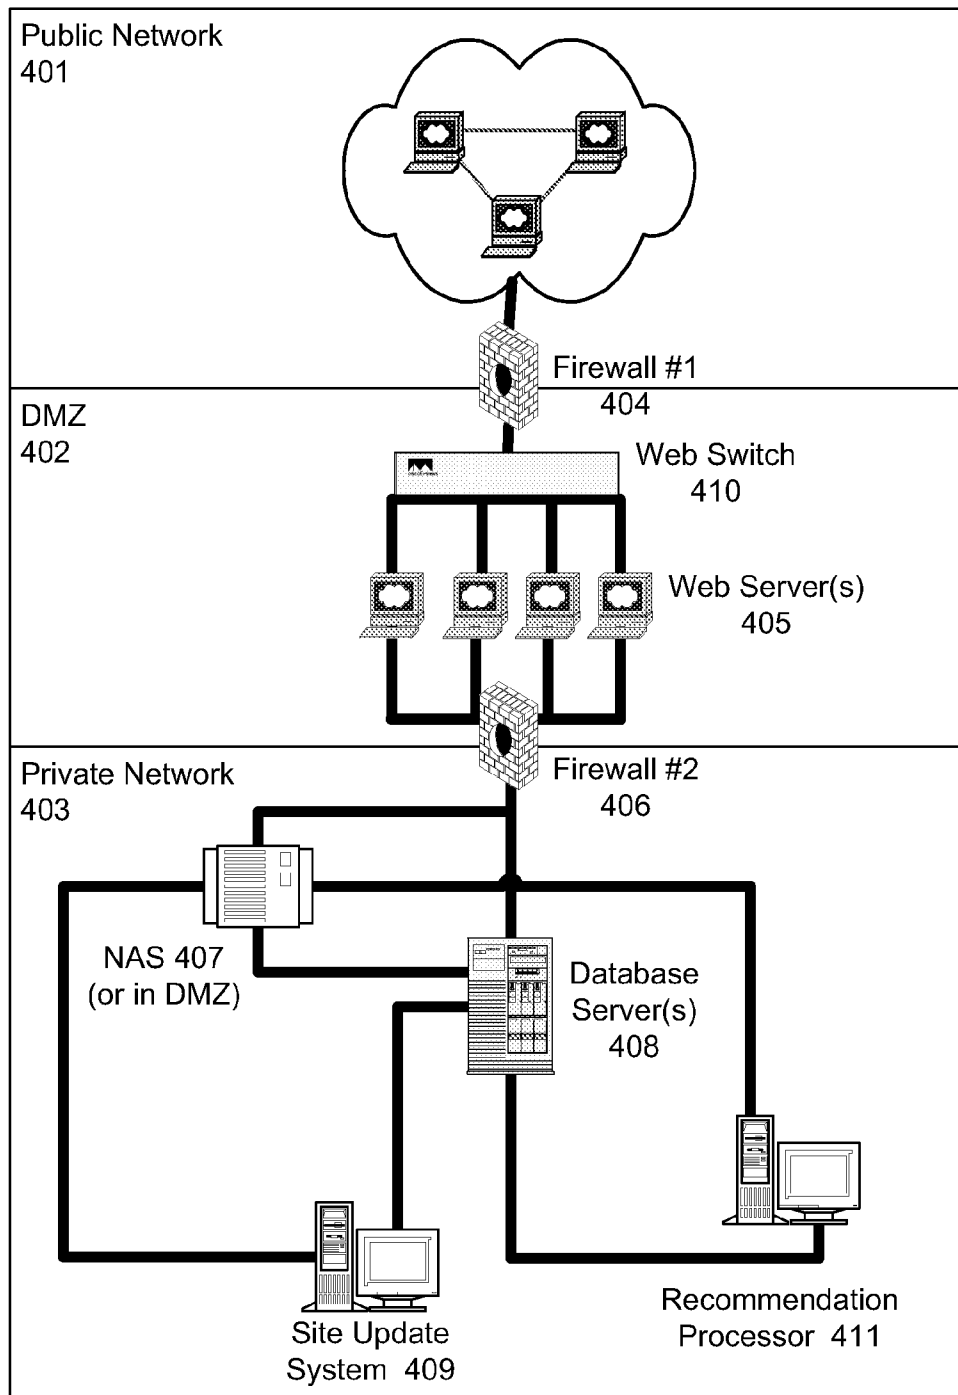 Public Network
401
Firewall #1
404
DMZ
402
Web Switch
410
Web Server(s)
405
Private Network
403
Firewall #2
406
NAS 407
(or in DMZ)
Database
Server(s)
408
Recommendation
Processor 411
Site Update
System 409